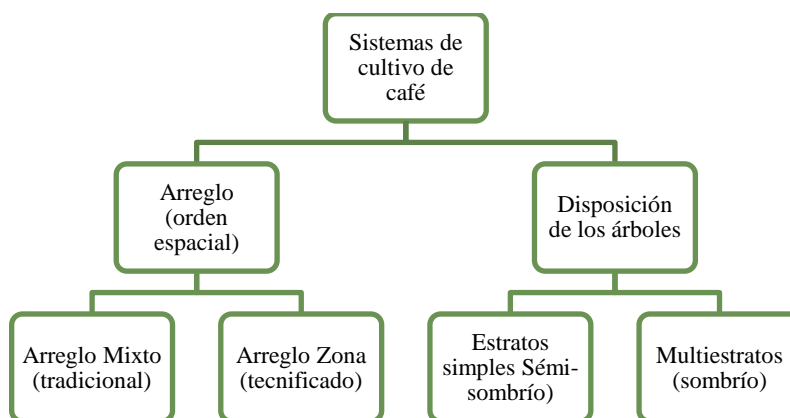 Sistemas de
cultivo de
café
Arreglo
(orden
espacial)
Disposición
de los árboles
Arreglo Mixto
(tradicional)
Arreglo Zona
(tecnificado)
Estratos
simples Sémi-
sombrío)
Multiestratos
(sombrío)